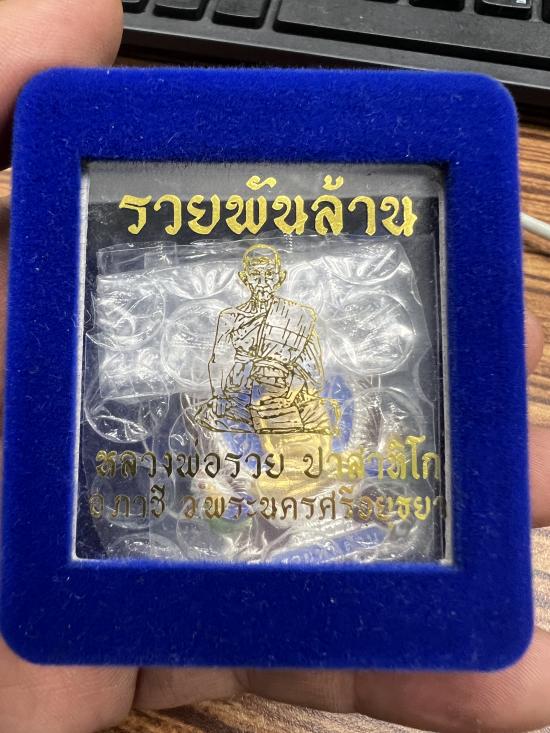 รวยพันล้าน
หลวงพ่อรวย ปาสาทิโก
อ.ภาชี จ.พระนครศรีอยุธยา